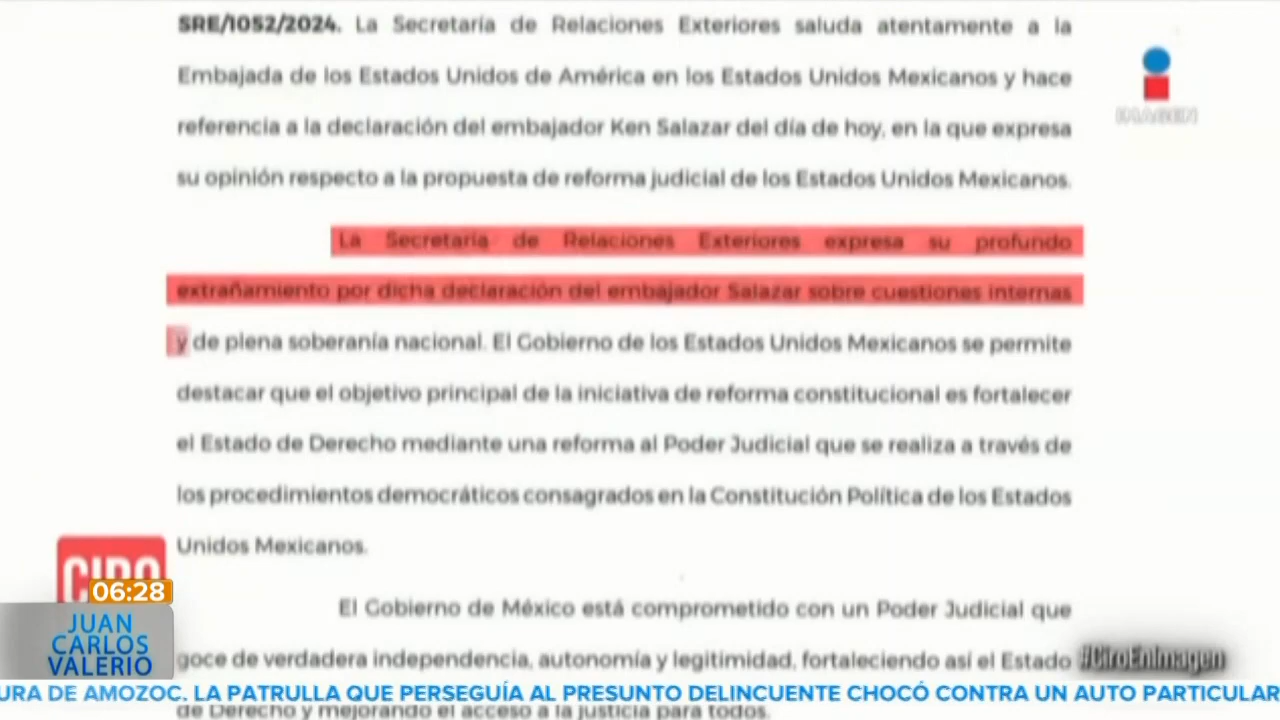 SRE/1052/2024. La Secretaría de Relaciones Exteriores saluda atentamente a la
Embajada de los Estados Unidos de América en los Estados Unidos Mexicanos y hace
referencia a la declaración del embajador Ken Salazar del día de hoy, en la que expresa
su opinión respecto a la propuesta de reforma judicial de los Estados Unidos Mexicanos.
La Secretaría de Relaciones Exteriores expresa su profundo
extrañamiento por dicha declaración del embajador Salazar sobre cuestiones internas
y de plena soberanía nacional. El Gobierno de los Estados Unidos Mexicanos se permite
destacar que el objetivo principal de la iniciativa de reforma constitucional es fortalecer
el Estado de Derecho mediante una reforma al Poder Judicial que se realiza a través de
los procedimientos democráticos consagrados en la Constitución Política de los Estados
Unidos Mexicanos.
El Gobierno de México está comprometido con un Poder Judicial que
goce de verdadera independencia, autonomía y legitimidad, fortaleciendo así el Estado
de Derecho y mejorando el acceso a la justicia para todos.
IMAGEN
CIRO
06:28
JUAN
CARLOS
VALERIO
#CiroEnImagen
URA DE AMOZOC. LA PATRULLA QUE PERSEGUÍA AL PRESUNTO DELINCUENTE CHOCÓ CONTRA UN AUTO PARTICULAR